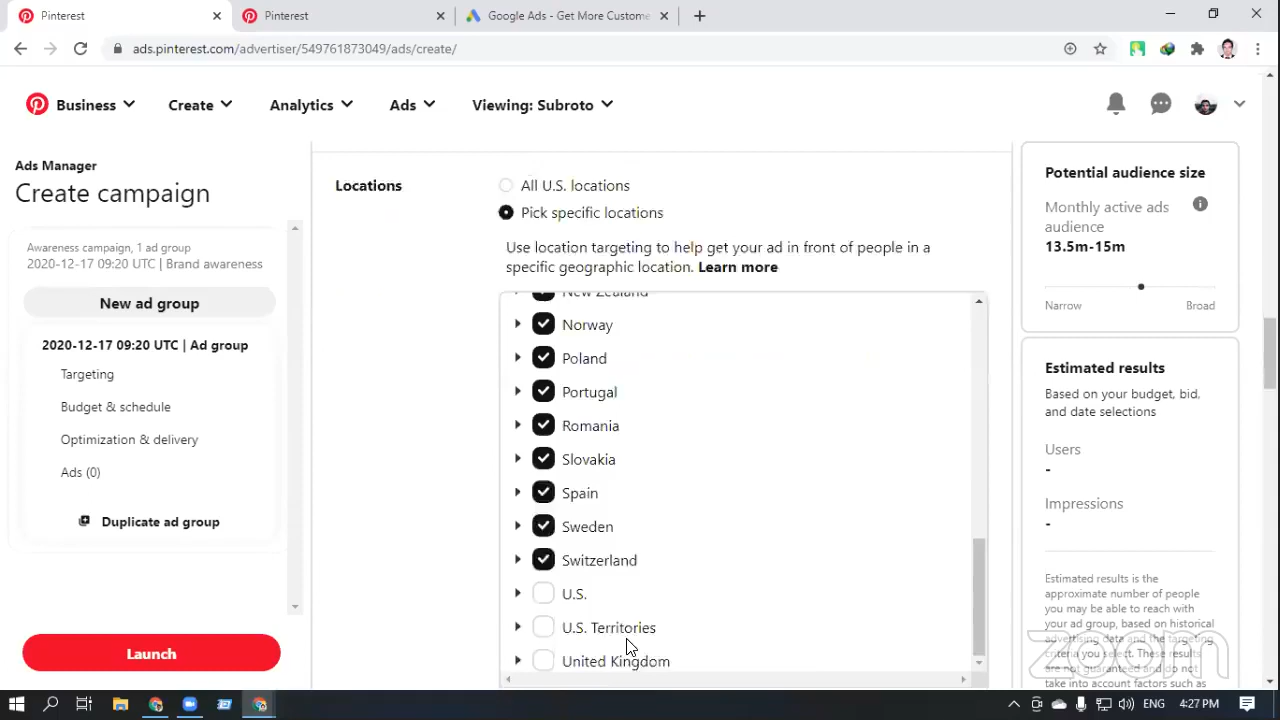 Pinterest
Pinterest
Google Ads - Get More Custome
ads.pinterest.com/advertiser/549761873049/ads/create/
Business
Create
Analytics
Ads
Viewing: Subroto
Ads Manager
Create campaign
Awareness campaign, 1 ad group
2020-12-17 09:20 UTC | Brand awareness
New ad group
2020-12-17 09:20 UTC | Ad group
Targeting
Budget & schedule
Optimization & delivery
Ads (0)
Duplicate ad group
Launch
Locations
All U.S. locations
Pick specific locations
Use location targeting to help get your ad in front of people in a
specific geographic location. Learn more
New Zealand
Norway
Poland
Portugal
Romania
Slovakia
Spain
Sweden
Switzerland
U.S.
U.S. Territories
United Kingdom
Potential audience size
Monthly active ads
audience
13.5m-15m
Narrow
Broad
Estimated results
Based on your budget, bid,
and date selections
Users
-
Impressions
-
Estimated results is the
approximate number of people
you may be able to reach with
your ad group, based on historical
advertising data and the targeting
criteria you select. These results
are not guaranteed and do not
take into account factors such as
zoom
ENG
4:27 PM